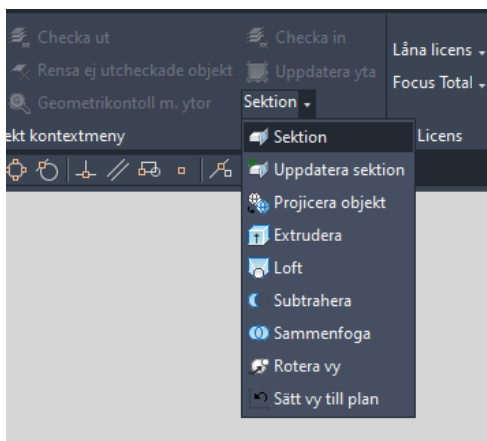 Checka ut
Checka in
Låna licens
Rensa ej utcheckade objekt
Uppdatera yta
Focus Total
Geometrikontoll m. ytor
Sektion
ekt kontextmeny
Licens
Sektion
Uppdatera sektion
Projicera objekt
Extrudera
Loft
Subtrahera
Sammenfoga
Rotera vy
Sätt vy till plan